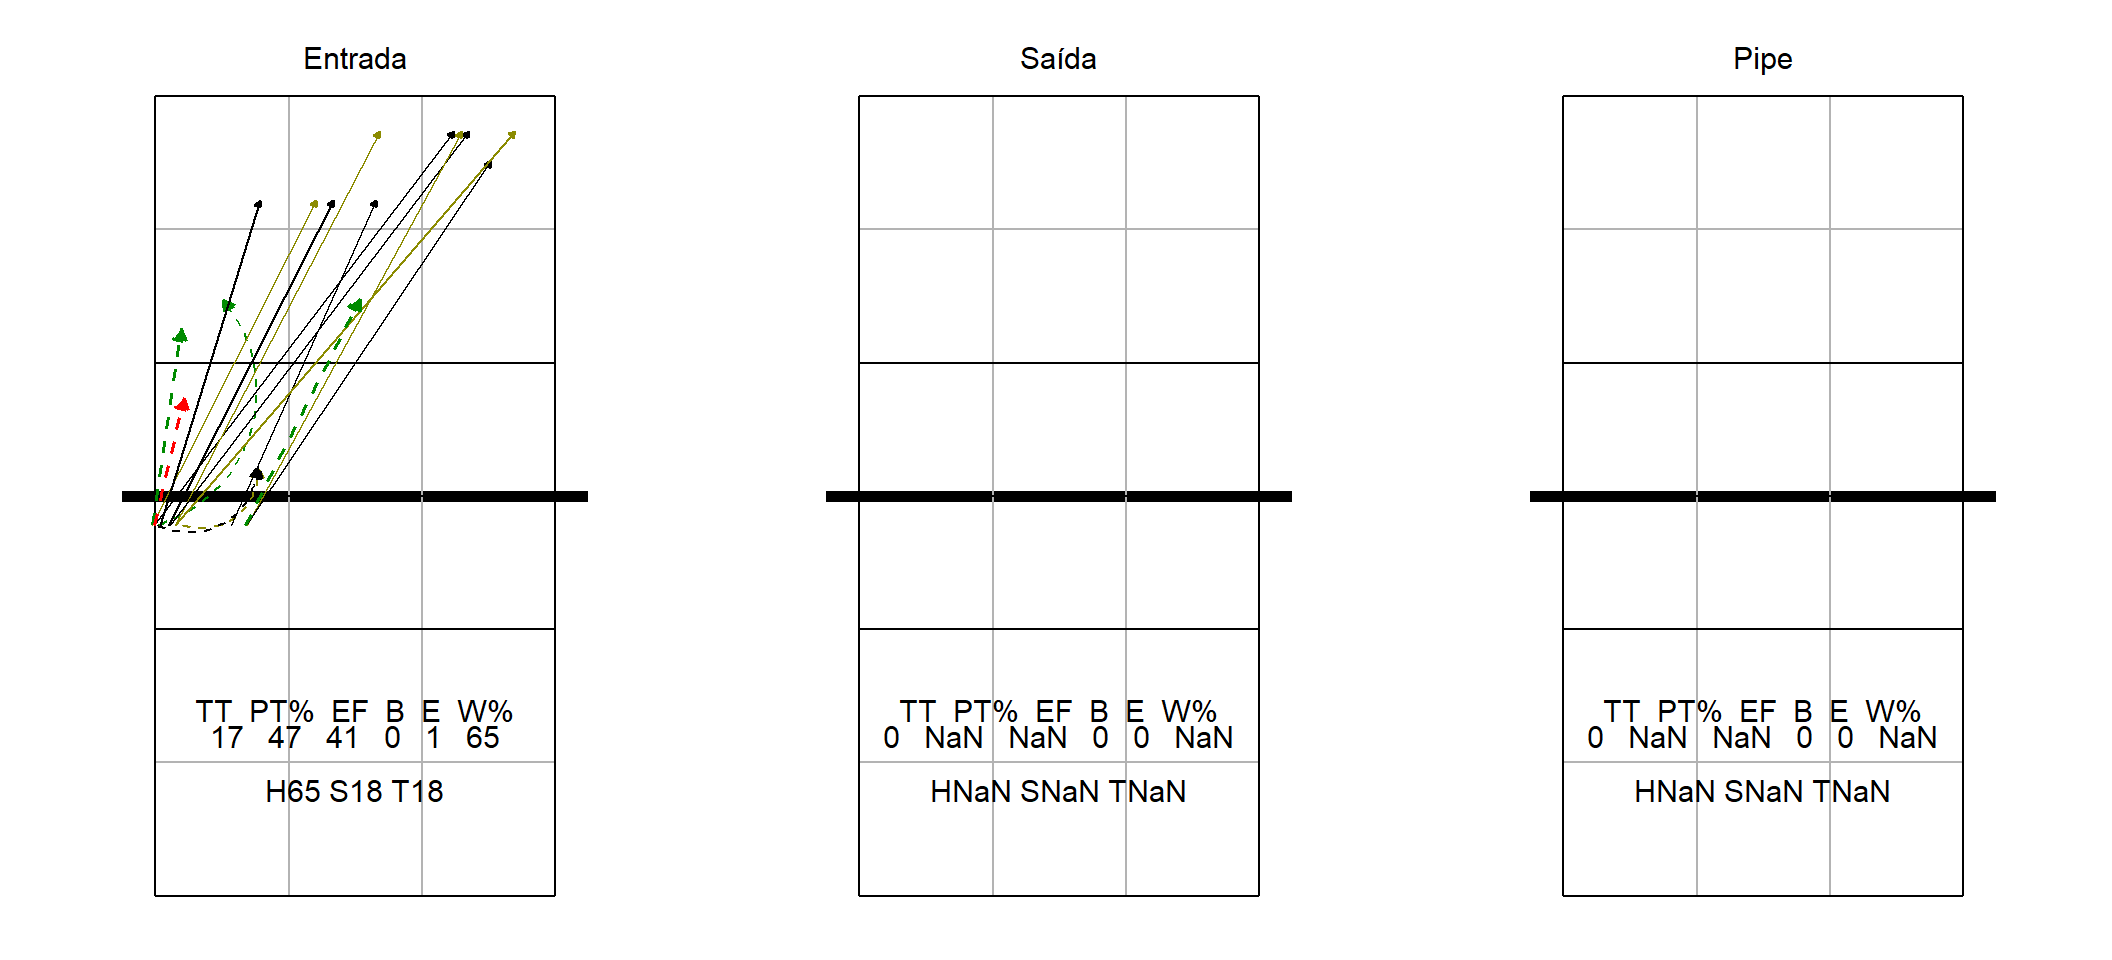 Entrada
TT PT% EF B E W%
17 47 41 0 1 65
H65 S18 T18
Saída
TT PT% EF B E W%
0 NaN NaN 0 0 NaN
HNaN SNaN TNaN
Pipe
TT PT% EF B E W%
0 NaN NaN 0 0 NaN
HNaN SNaN TNaN